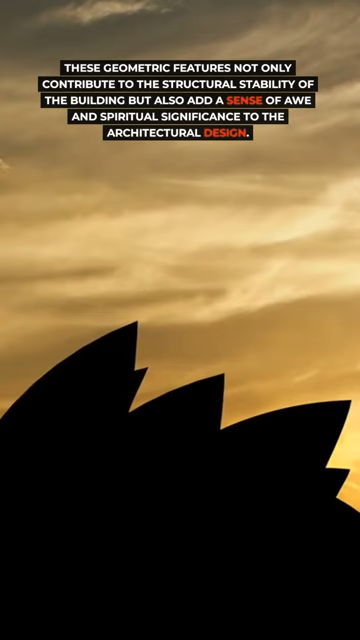 THESE GEOMETRIC FEATURES NOT ONLY
CONTRIBUTE TO THE STRUCTURAL STABILITY OF
THE BUILDING BUT ALSO ADD A SENSE OF AWE
AND SPIRITUAL SIGNIFICANCE TO THE
ARCHITECTURAL DESIGN.